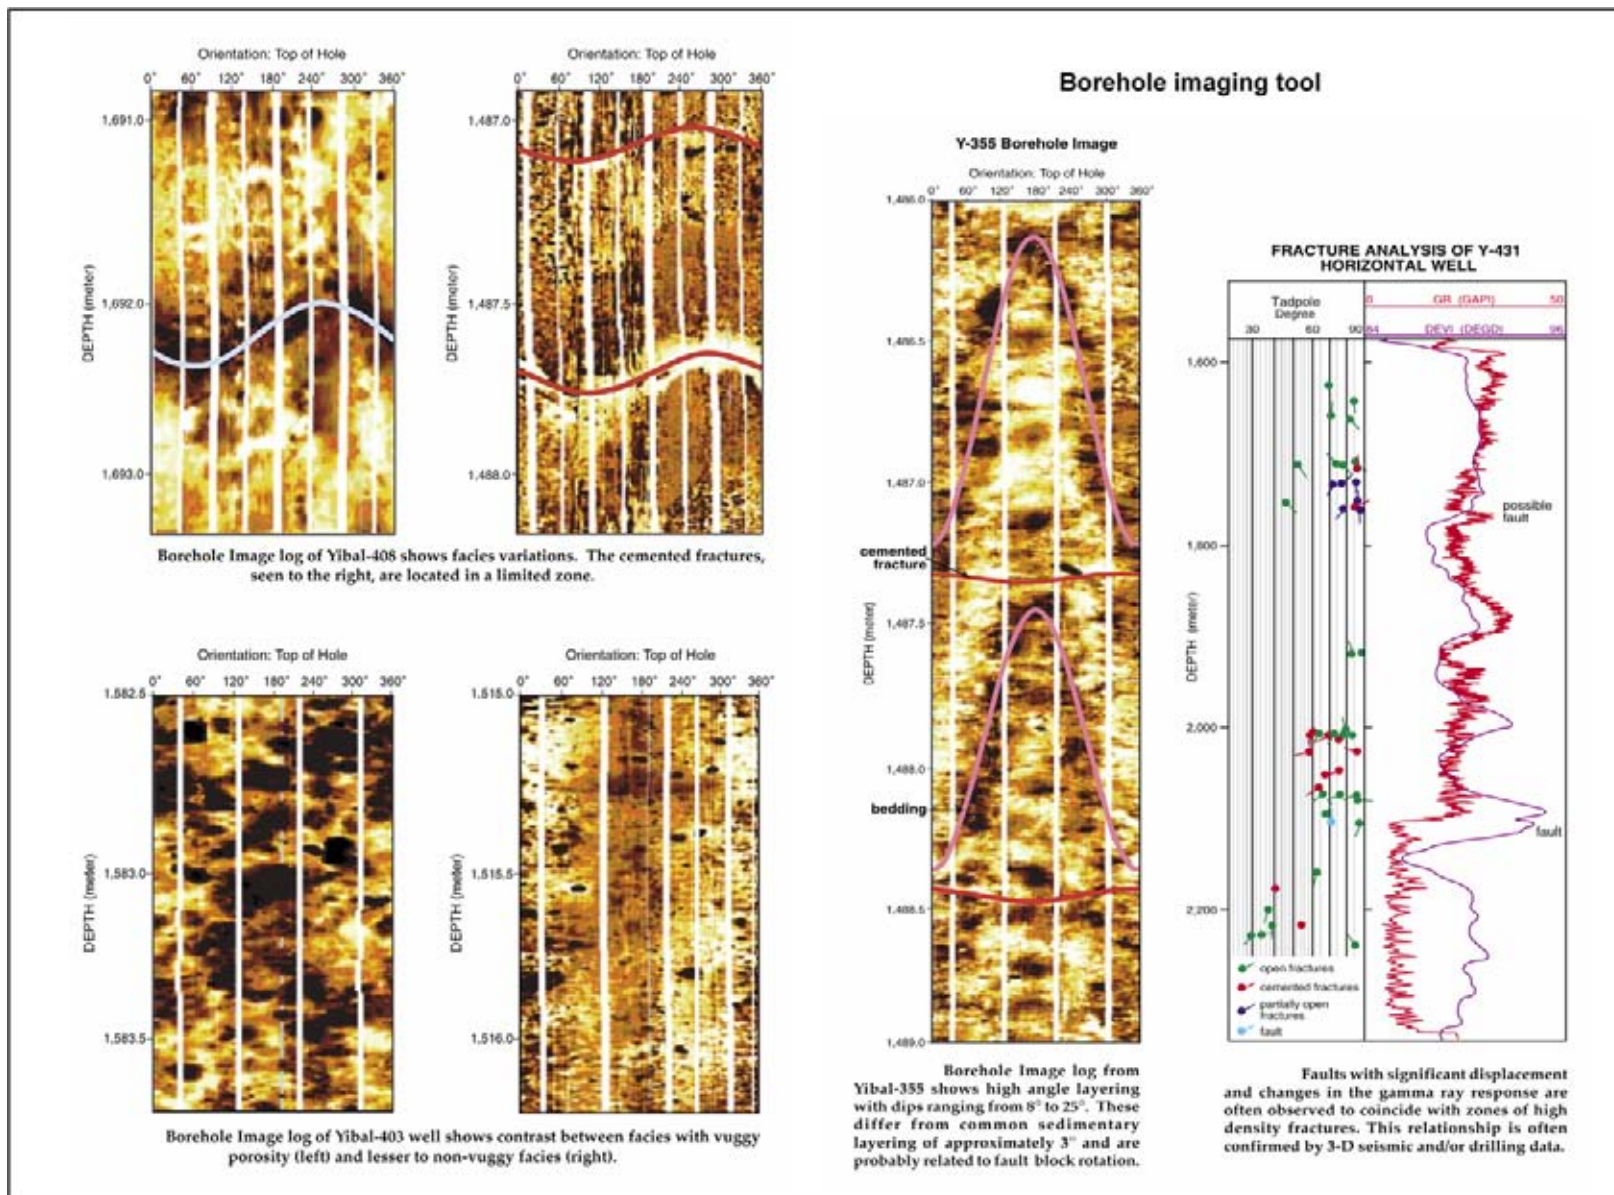 Orientation: Top of Hole
0° 60° 120° 180° 240° 300° 360°
1,691.0
1,692.0
1,693.0
DEPTH (meter)
Orientation: Top of Hole
0° 60° 120° 180° 240° 300° 360°
1,487.0
1,487.5
1,488.0
DEPTH (meter)
Borehole Image log of Yibal-408 shows facies variations. The cemented fractures,
seen to the right, are located in a limited zone.
Orientation: Top of Hole
0° 60° 120° 180° 240° 300° 360°
1,582.5
1,583.0
1,583.5
DEPTH (meter)
Orientation: Top of Hole
0° 60° 120° 180° 240° 300° 360°
1,515.0
1,515.5
1,516.0
DEPTH (meter)
Borehole Image log of Yibal-403 well shows contrast between facies with vuggy
porosity (left) and lesser to non-vuggy facies (right).
Borehole imaging tool
Y-355 Borehole Image
Orientation: Top of Hole
0° 60° 120° 180° 240° 300° 360°
1,486.0
1,486.5
1,487.0
cemented
fracture
1,487.5
DEPTH (meter)
1,488.0
bedding
1,488.5
1,489.0
Borehole Image log from
Yibal-355 shows high angle layering
with dips ranging from 8° to 25°. These
differ from common sedimentary
layering of approximately 3° and are
probably related to fault block rotation.
FRACTURE ANALYSIS OF Y-431
HORIZONTAL WELL
Tadpole
Degree
30 60 90
0 GR (GAPI) 50
84 DEVI (DEGD) 96
1,600
possible
fault
1,800
DEPTH (meter)
2,000
fault
2,200
open fractures
cemented fractures
partially open
fractures
fault
Faults with significant displacement
and changes in the gamma ray response are
often observed to coincide with zones of high
density fractures. This relationship is often
confirmed by 3-D seismic and/or drilling data.